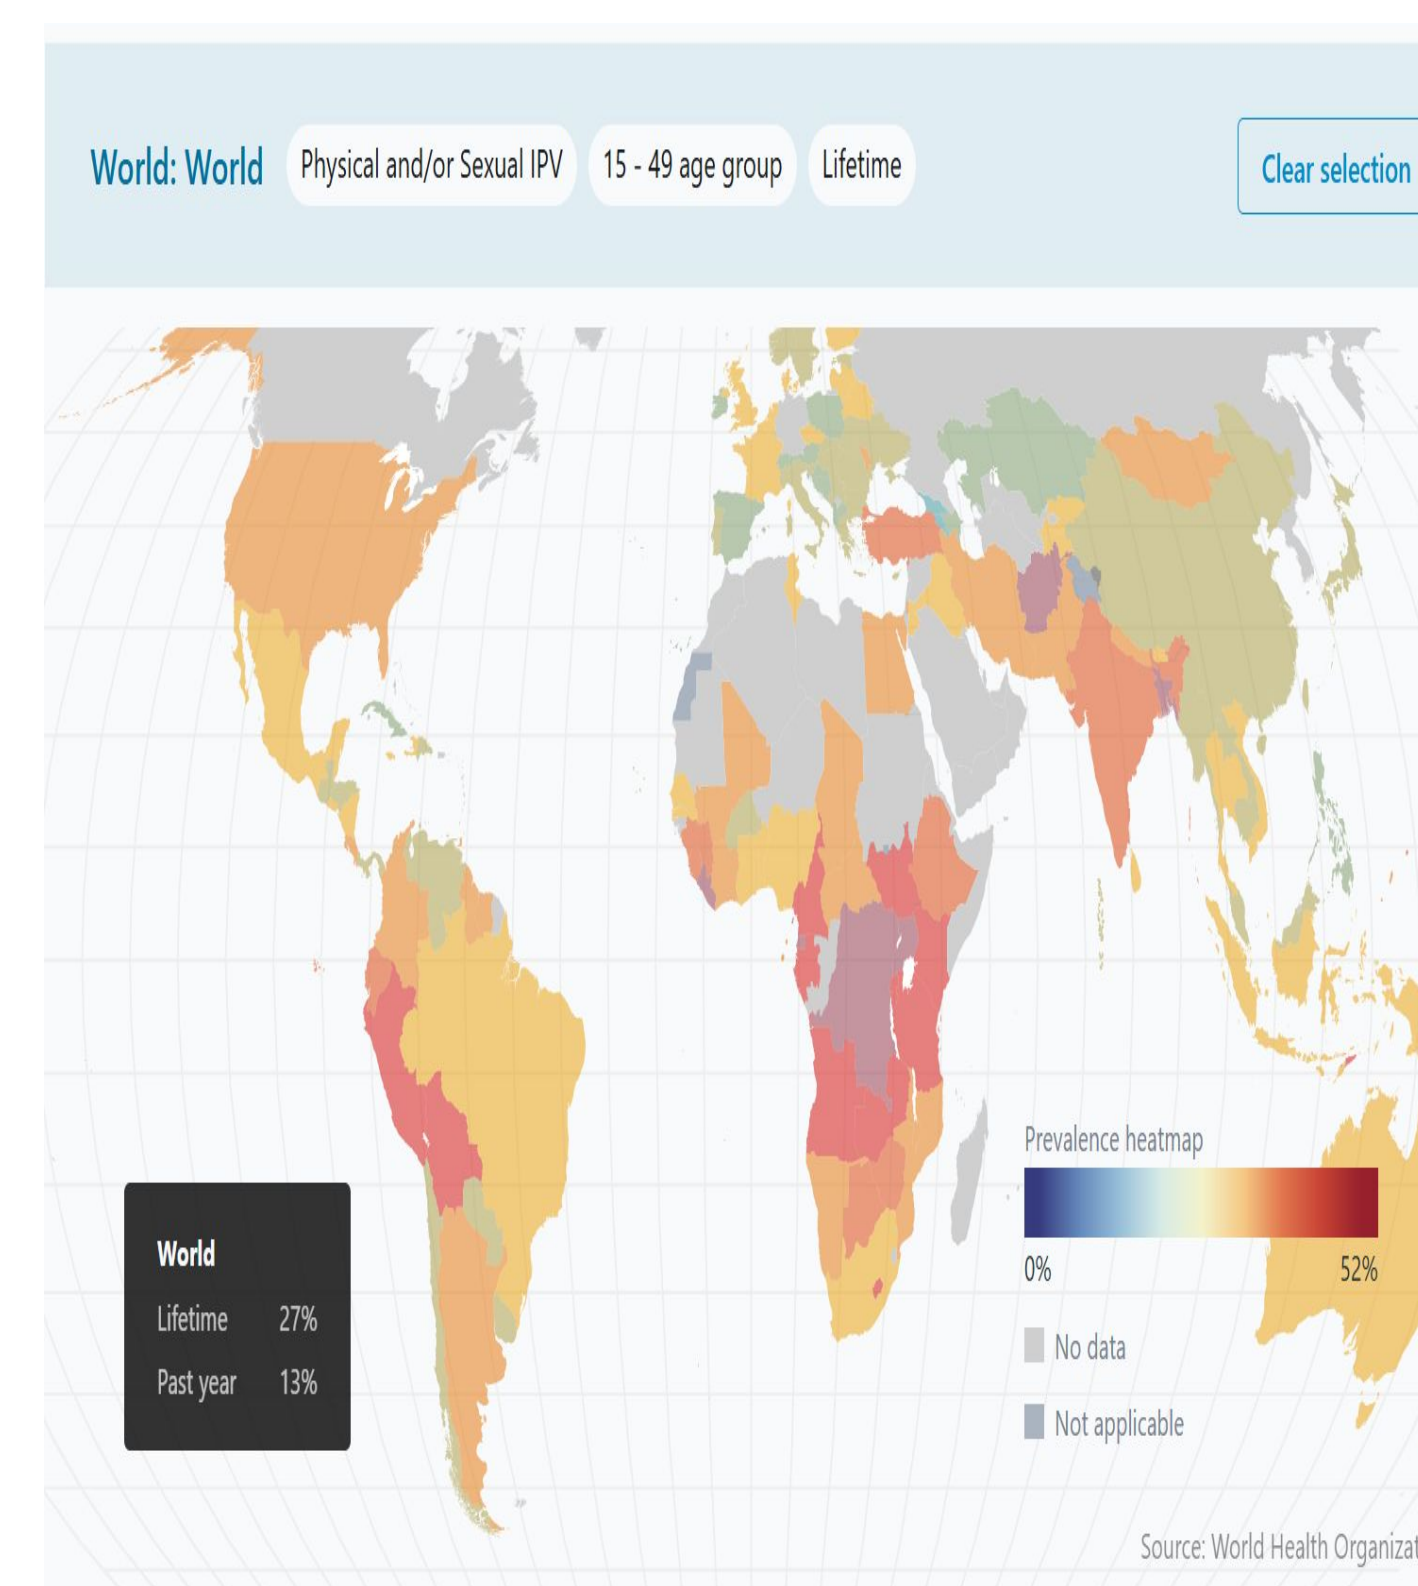 World: World Physical and/or Sexual IPV 15 - 49 age group Lifetime Clear selection
Prevalence heatmap
0% 52%
No data
Not applicable
World
Lifetime 27%
Past year 13%
Source: World Health Organizat